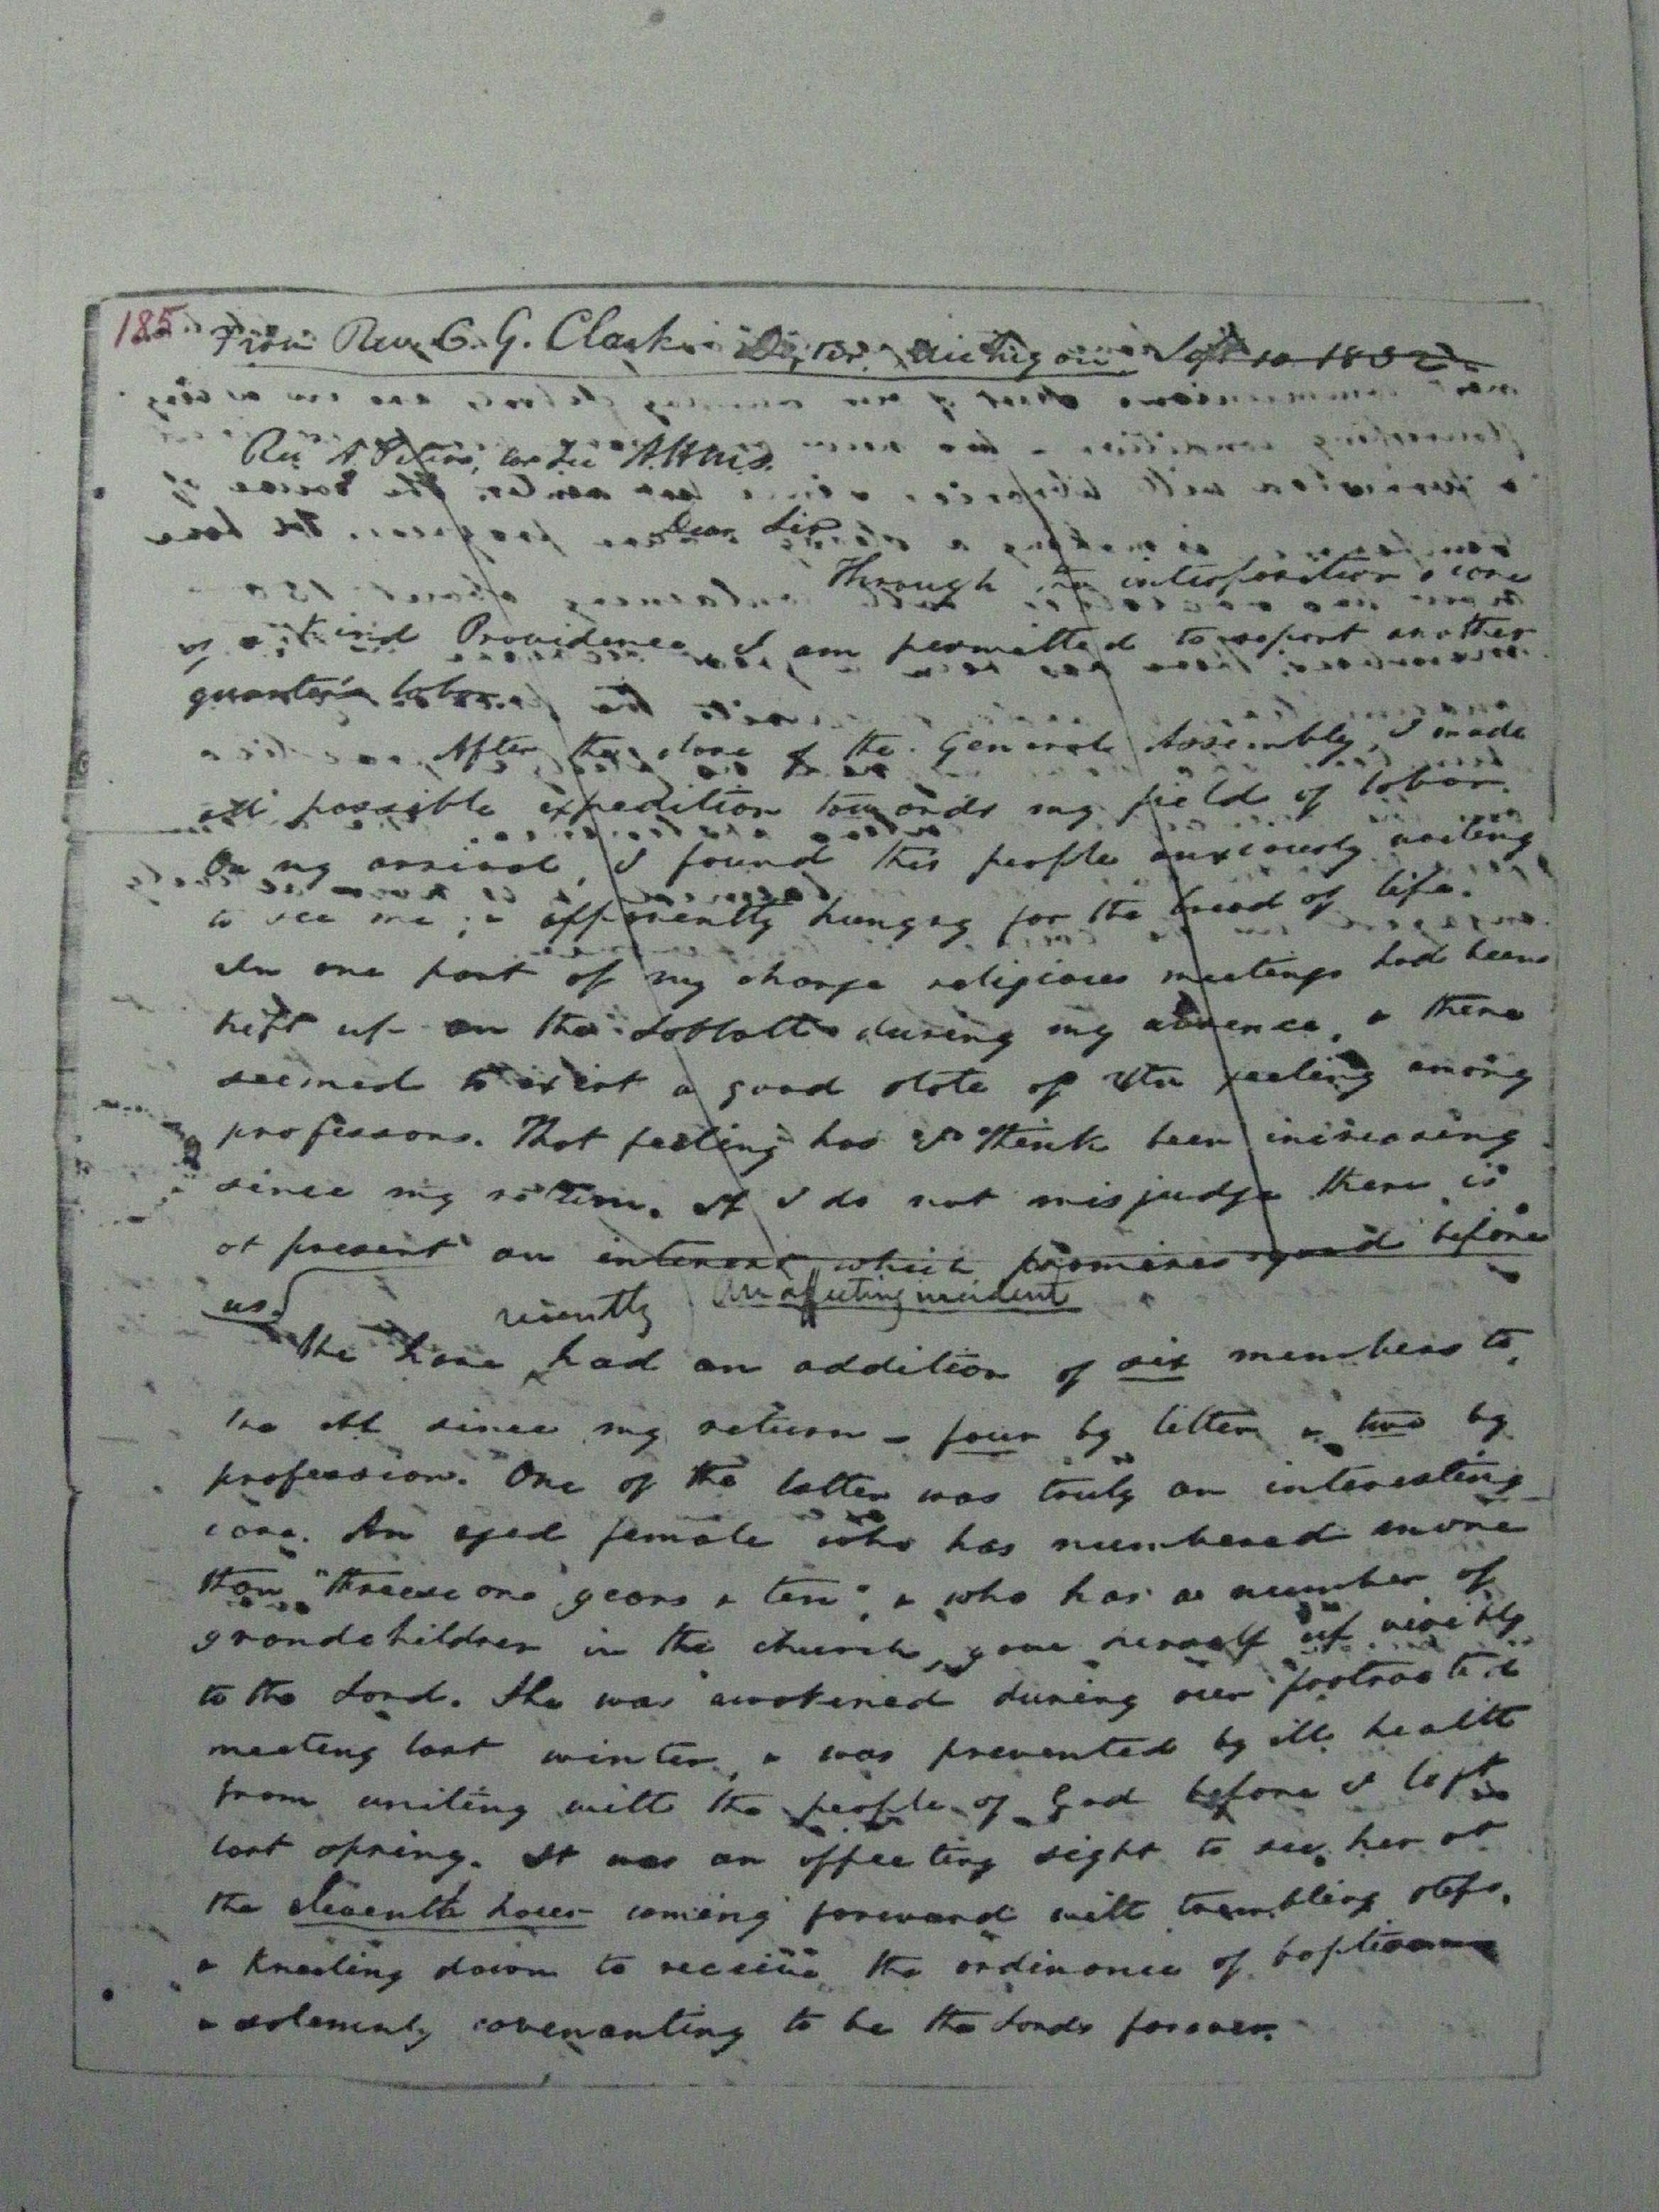 185
From Rev. C. G. Clark Dexter Michigan Sept 10 1832
Rev A Peters, Cor Sec A.H.M.S.
Dear Sir
Through the interposition & care
of a kind Providence I am permitted to report another
quarter's labor.
After the close of the General Assembly, I made
all possible expedition towards my field of labor.
On my arrival, I found this people anxiously waiting
to see me; & apparently hungry for the bread of life.
In one part of my charge religious meetings had been
kept up on the Sabbath during my absence, & there
seemed to exist a good state of feeling among
professors. That feeling has I think been increasing
since my return. If I do not misjudge there is
at present an interest which promises good before
us.
recently An affecting incident
We have had an addition of six members to
the Ch since my return – four by letter & two by
profession. One of the latter was truly an interesting
case. An aged female who has numbered more
than "threescore years & ten", & who has a number of
grandchildren in the church, gave herself up visibly
to the Lord. She was awakened during our protracted
meeting last winter, & was prevented by ill health
from uniting with the people of God before I left
last spring. It was an affecting sight to see her at
the eleventh hour coming forward with trembling steps,
& kneeling down to receive the ordinance of baptism
& solemnly covenanting to be the Lords forever.